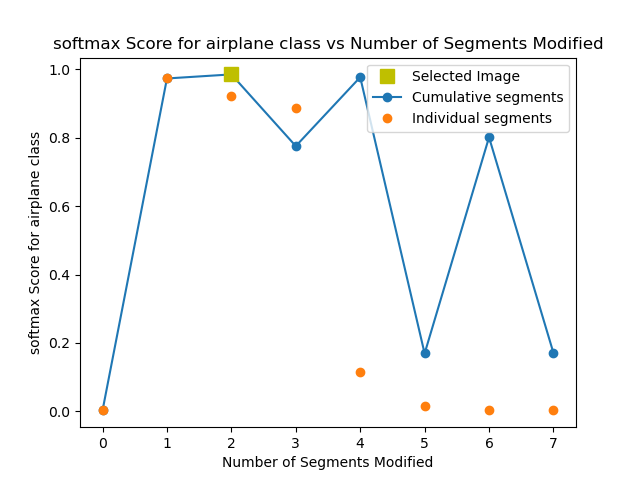 softmax Score for airplane class vs Number of Segments Modified
Selected Image
Cumulative segments
Individual segments
softmax Score for airplane class
1.0
0.8
0.6
0.4
0.2
0.0
0 1 2 3 4 5 6 7
Number of Segments Modified